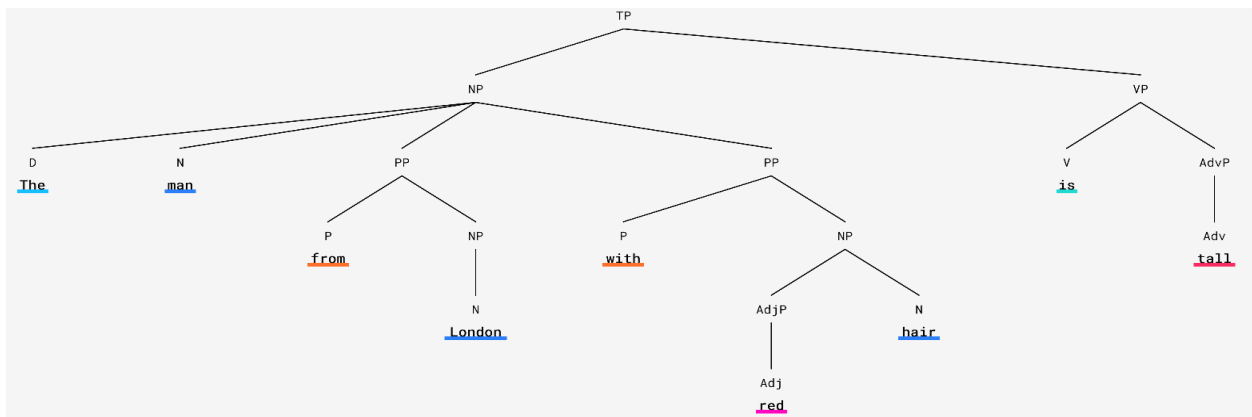 TP
NP VP
D N PP PP V AdvP
The man is
P NP P NP Adv
from with tall
N AdjP N
London hair
Adj
red